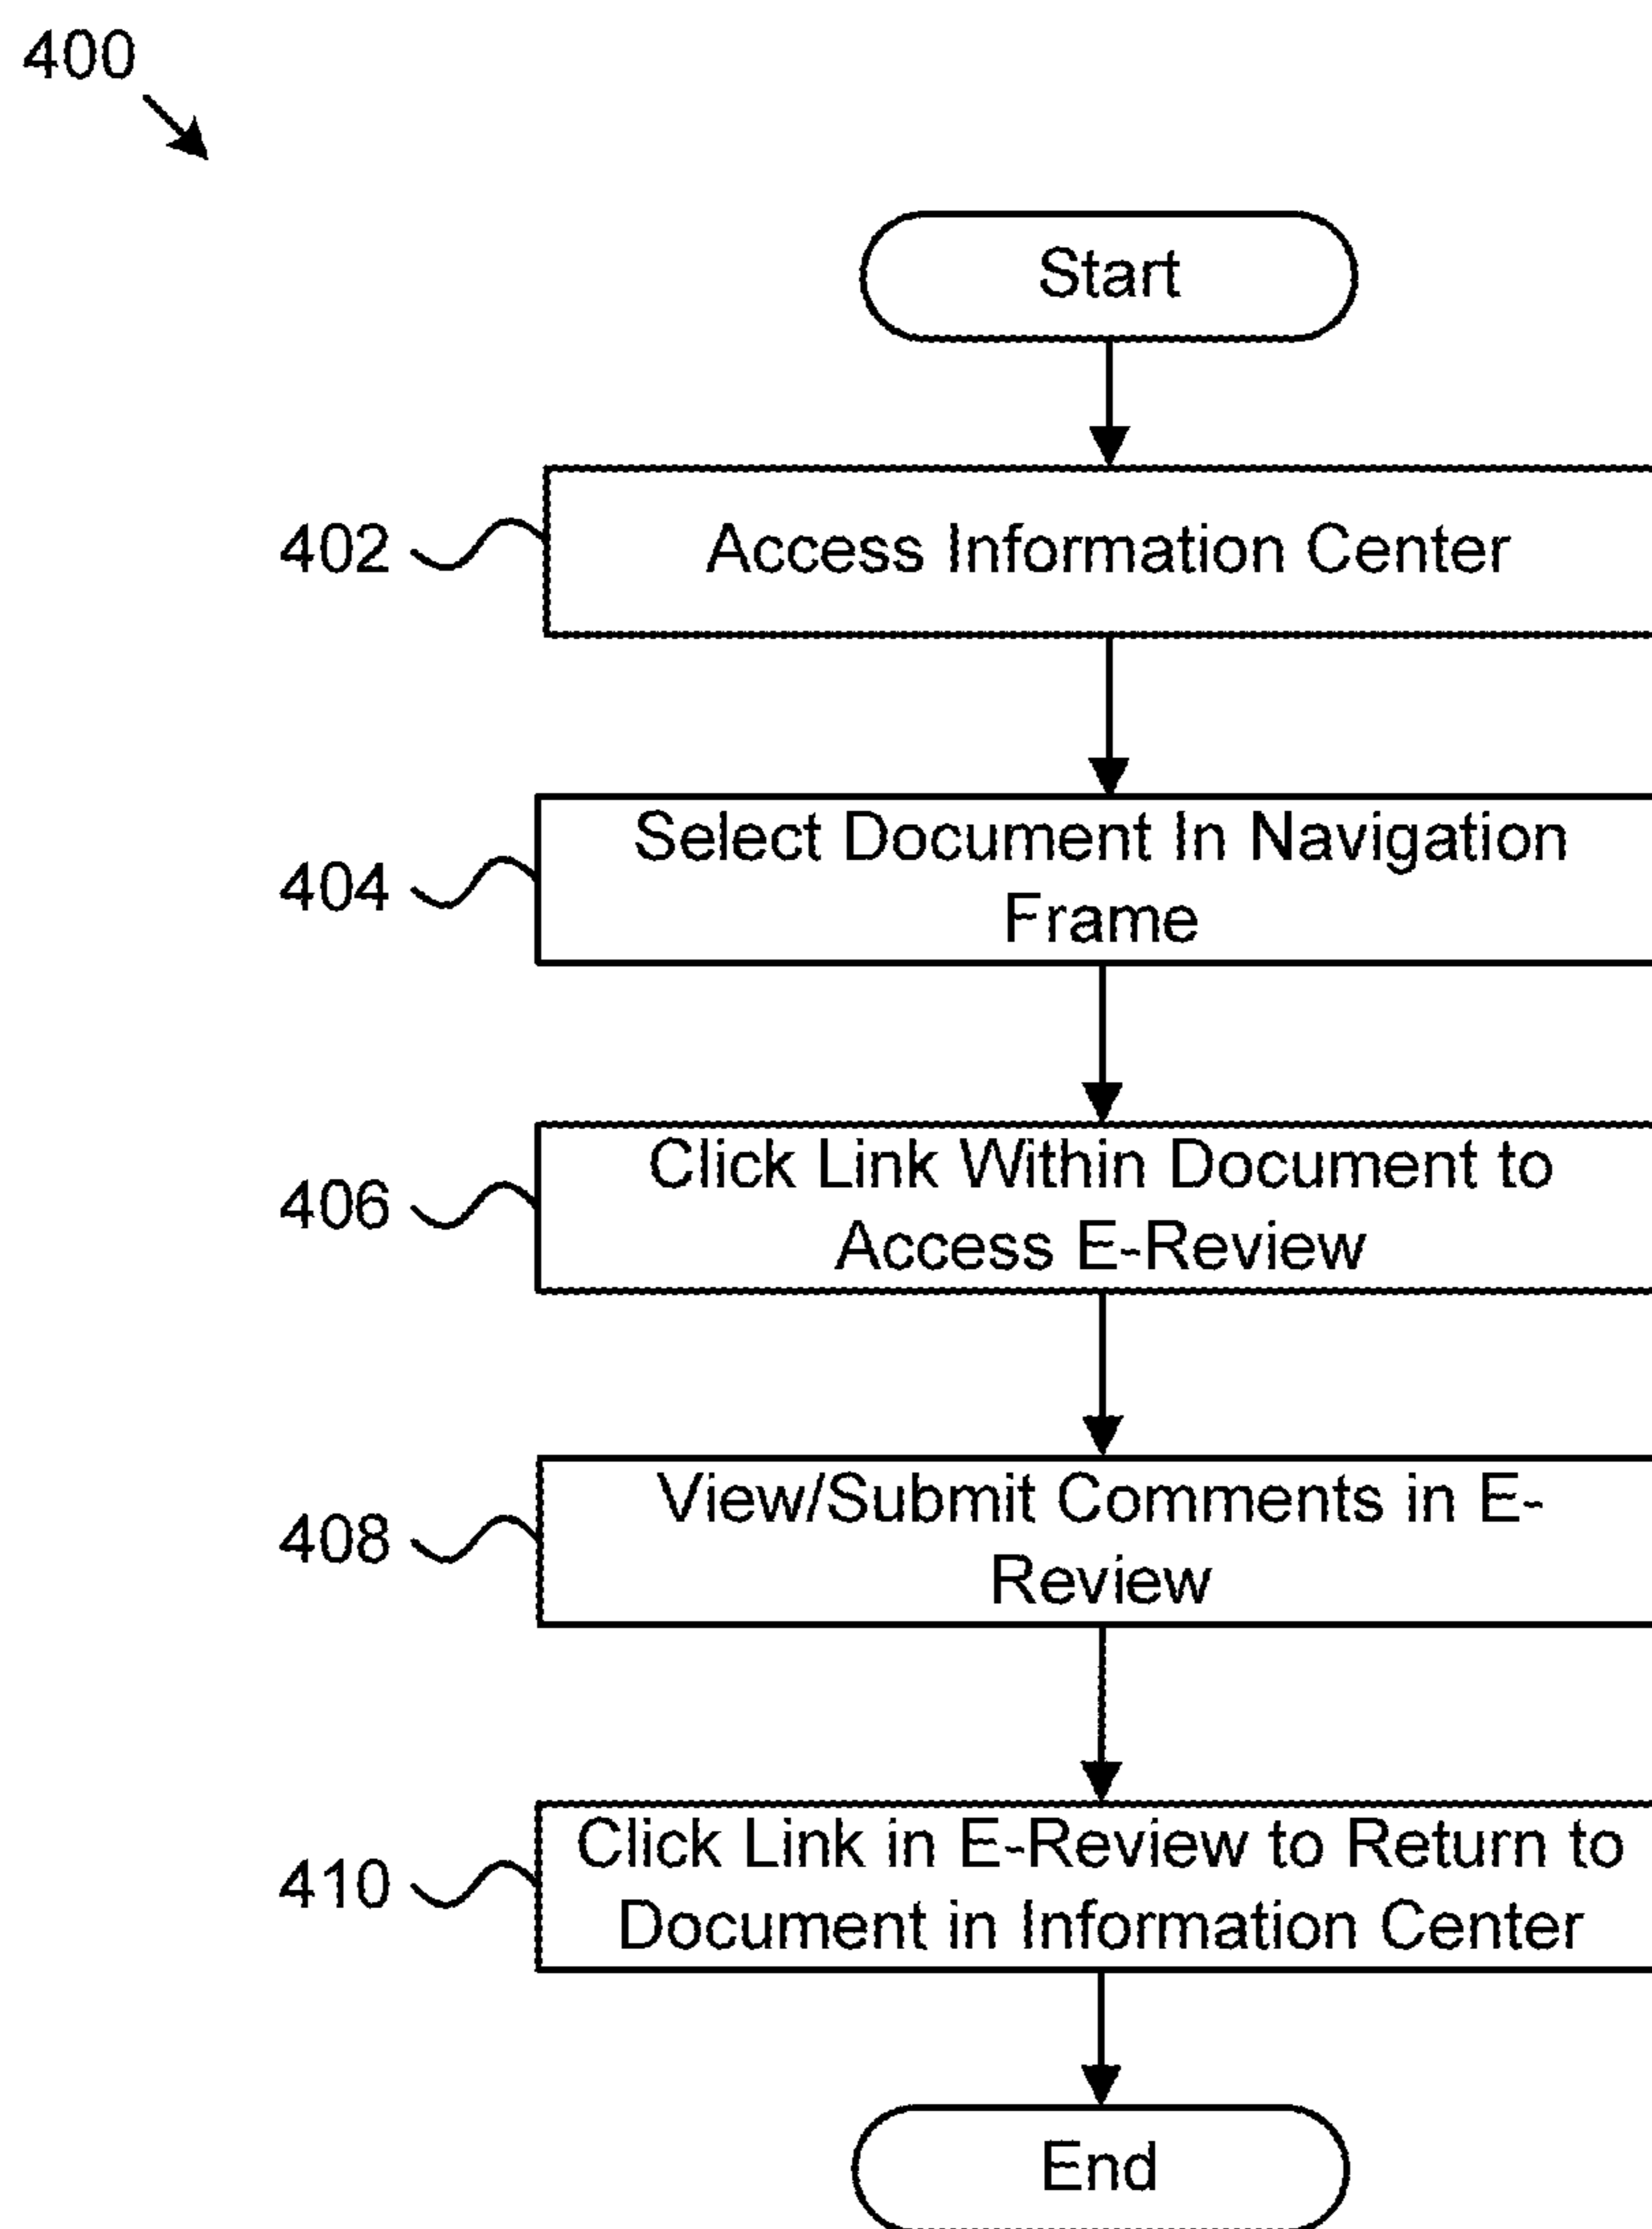 400
Start
402
Access Information Center
404
Select Document In Navigation
Frame
406
Click Link Within Document to
Access E-Review
408
View/Submit Comments in E-
Review
410
Click Link in E-Review to Return to
Document in Information Center
End